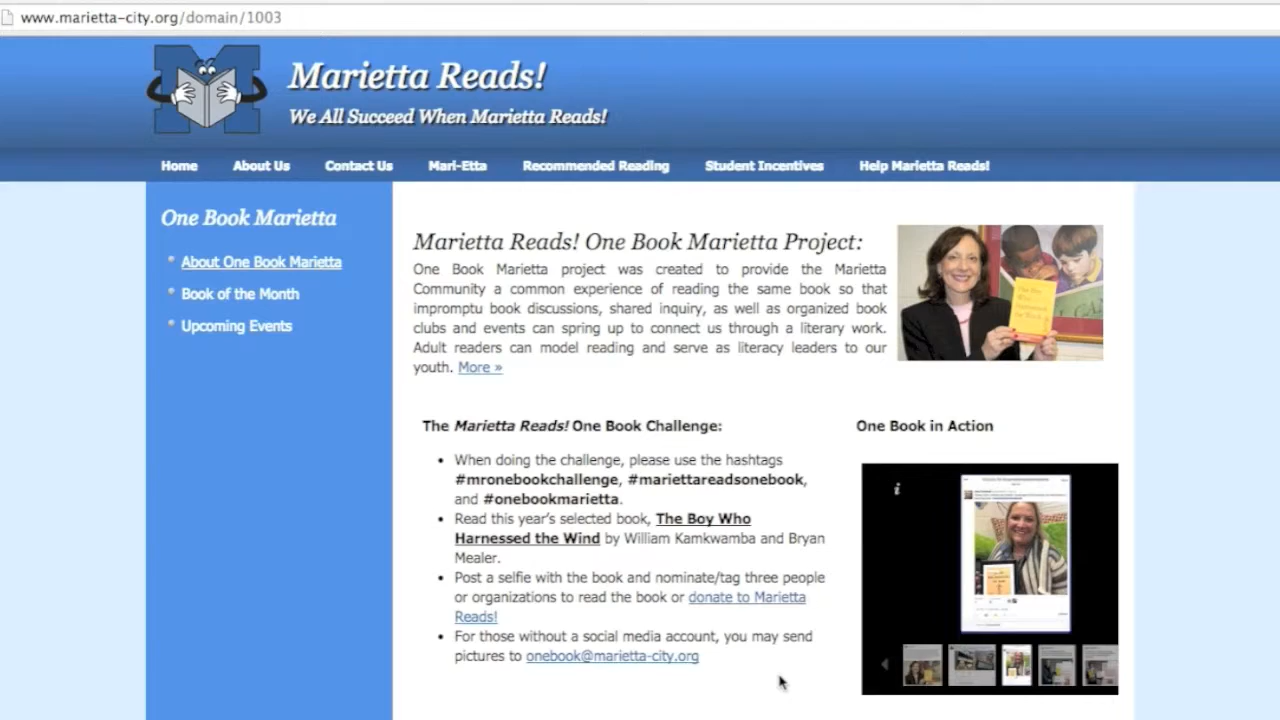 www.marietta-city.org/domain/1003
Marietta Reads!
We All Succeed When Marietta Reads!
Home About Us Contact Us Mari-Etta Recommended Reading Student Incentives Help Marietta Reads!
One Book Marietta
About One Book Marietta
Book of the Month
Upcoming Events
Marietta Reads! One Book Marietta Project:
One Book Marietta project was created to provide the Marietta
Community a common experience of reading the same book so that
impromptu book discussions, shared inquiry, as well as organized book
clubs and events can spring up to connect us through a literary work.
Adult readers can model reading and serve as literacy leaders to our
youth. More »
The Marietta Reads! One Book Challenge:
• When doing the challenge, please use the hashtags
#mronebookchallenge, #mariettareadsonebook,
and #onebookmarietta.
• Read this year's selected book, The Boy Who
Harnessed the Wind by William Kamkwamba and Bryan
Mealer.
• Post a selfie with the book and nominate/tag three people
or organizations to read the book or donate to Marietta
Reads!
• For those without a social media account, you may send
pictures to onebook@marietta-city.org
One Book in Action
i